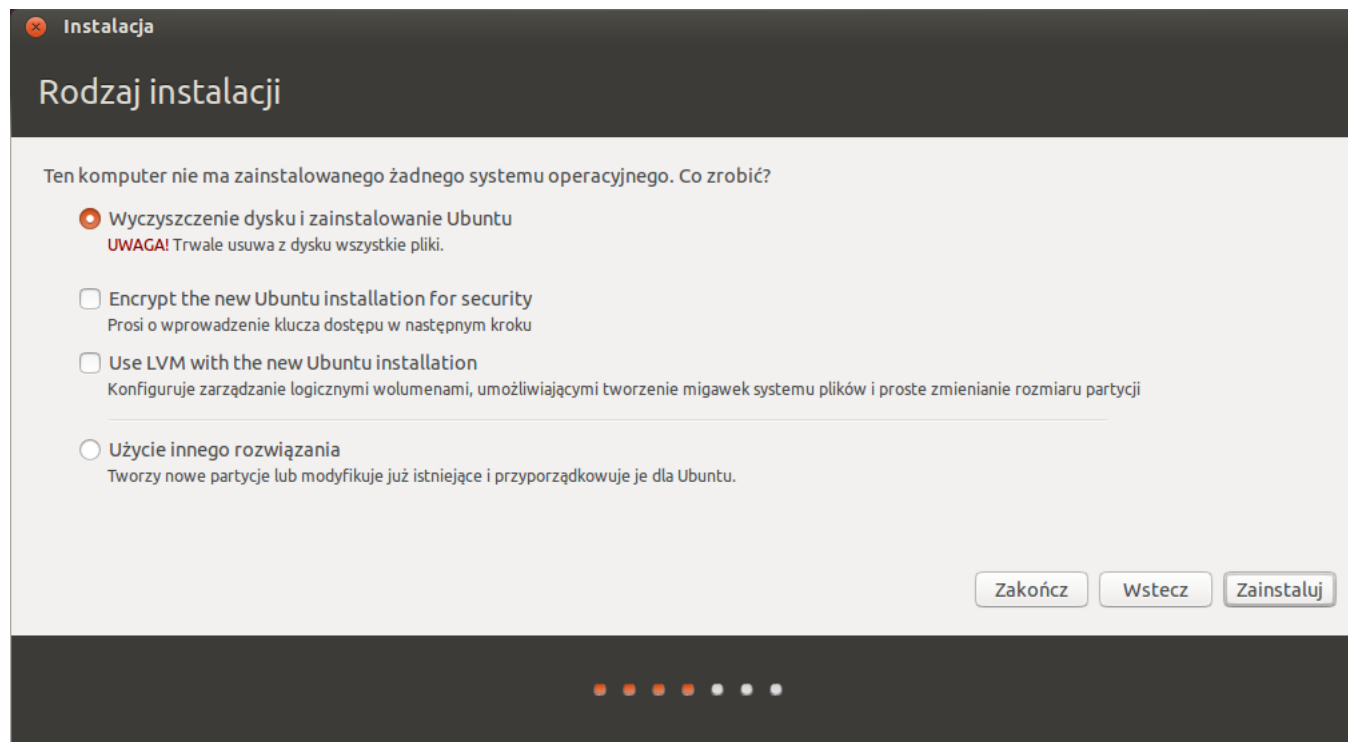 Instalacja
Rodzaj instalacji
Ten komputer nie ma zainstalowanego żadnego systemu operacyjnego. Co zrobić?
Wyczyszczenie dysku i zainstalowanie Ubuntu
UWAGA! Trwale usuwa z dysku wszystkie pliki.
Encrypt the new Ubuntu installation for security
Prosi o wprowadzenie klucza dostępu w następnym kroku
Use LVM with the new Ubuntu installation
Konfiguruje zarządzanie logicznymi wolumenami, umożliwiającymi tworzenie migawek systemu plików i proste zmienianie rozmiaru partycji
Użycie innego rozwiązania
Tworzy nowe partycje lub modyfikuje już istniejące i przyporządkowuje je dla Ubuntu.
Zakończ Wstecz Zainstaluj